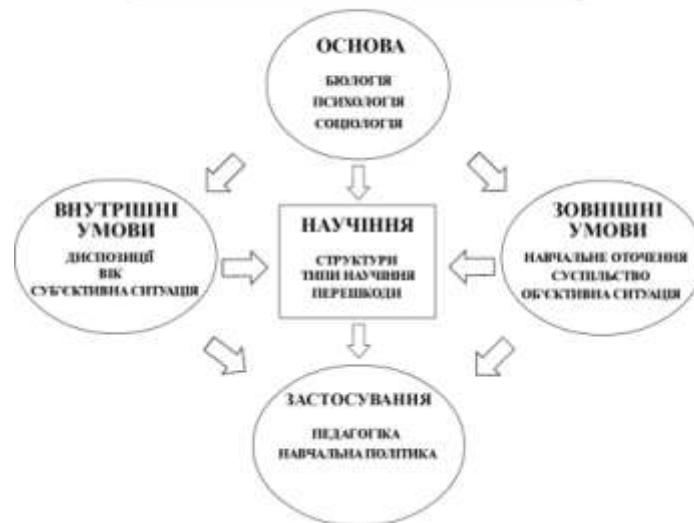 ОСНОВА
БІОЛОГІЯ
ПСИХОЛОГІЯ
СОЦІОЛОГІЯ
ВНУТРІШНІ
УМОВИ
ДИСПОЗИЦІЇ
ВІК
СУБ'ЄКТИВНА СИТУАЦІЯ
НАУЧІННЯ
СТРУКТУРИ
ТИПИ НАУЧІННЯ
ПЕРЕШКОДИ
ЗОВНІШНІ
УМОВИ
НАВЧАЛЬНЕ ОТОЧЕННЯ
СУСПІЛЬСТВО
ОБ'ЄКТИВНА СИТУАЦІЯ
ЗАСТОСУВАННЯ
ПЕДАГОГІКА
НАВЧАЛЬНА ПОЛІТИКА